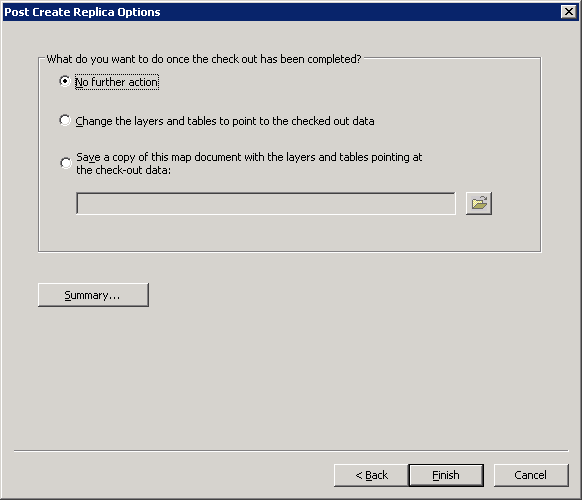 Post Create Replica Options
What do you want to do once the check out has been completed?
No further action
Change the layers and tables to point to the checked out data
Save a copy of this map document with the layers and tables pointing at
the check-out data:
Summary...
< Back
Finish
Cancel